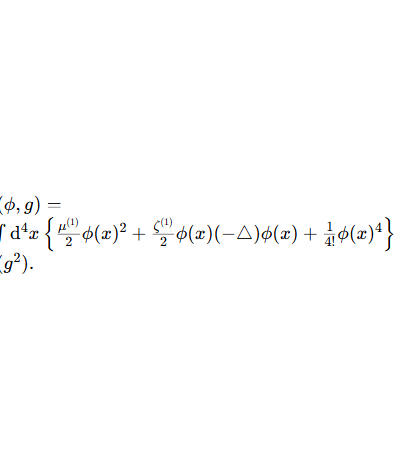 (ϕ, g) =
∫ d⁴x { μ⁽¹⁾/2 ϕ(x)² + ζ⁽¹⁾/2 ϕ(x)(−△)ϕ(x) + 1/4! ϕ(x)⁴ }
(g²).